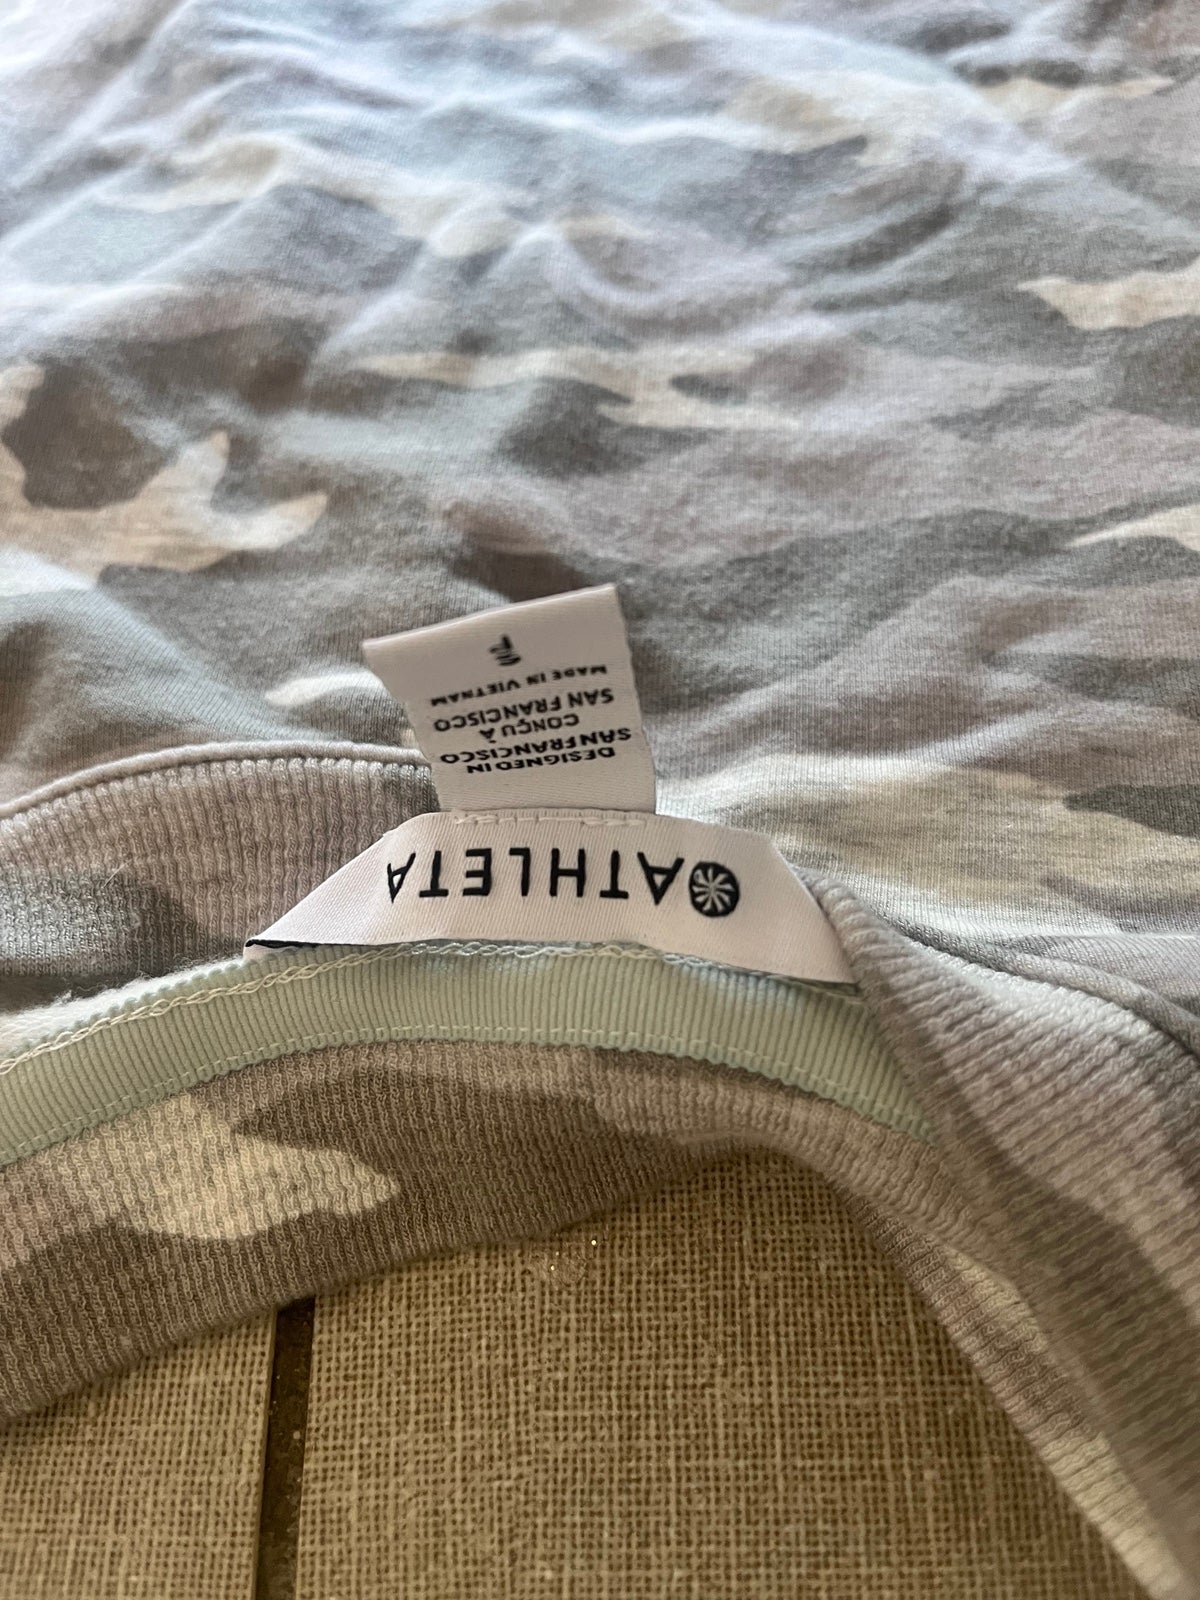 ATHLETA
DESIGNED IN
SAN FRANCISCO
CONÇU À
SAN FRANCISCO
MADE IN VIETNAM